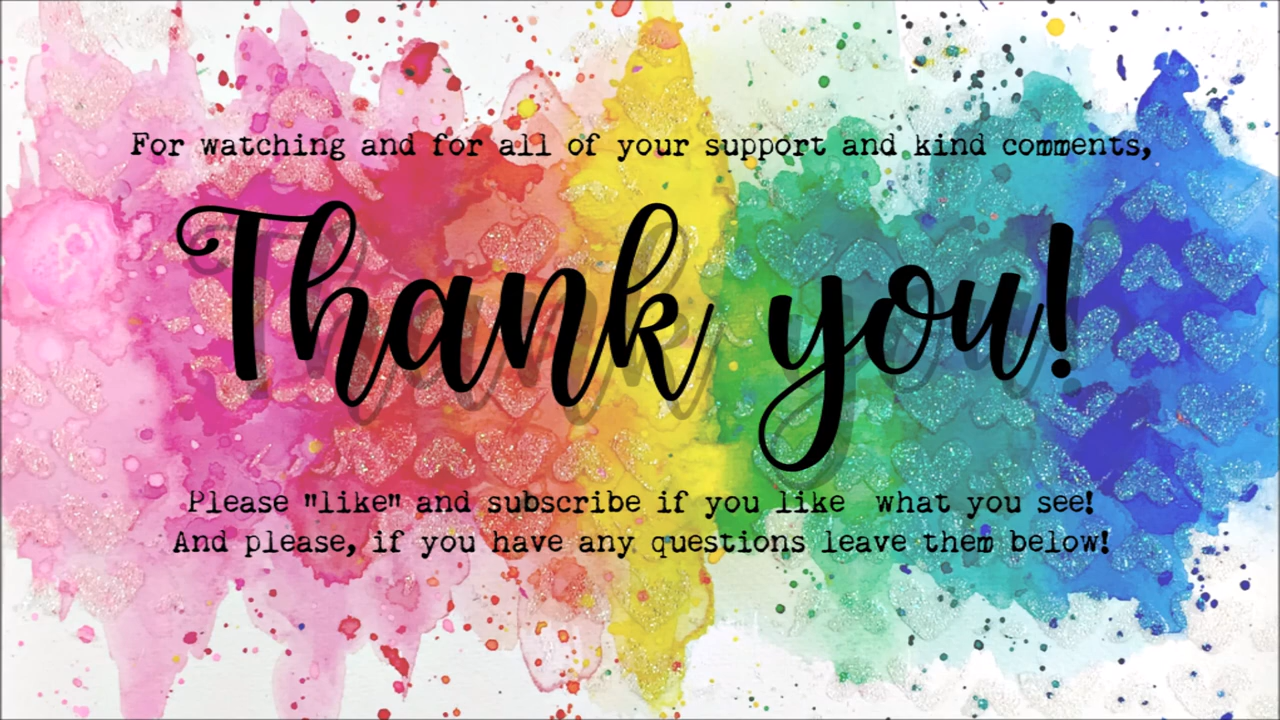 For watching and for all of your support and kind comments,
Thank you!
Please "like" and subscribe if you like what you see!
And please, if you have any questions leave them below!